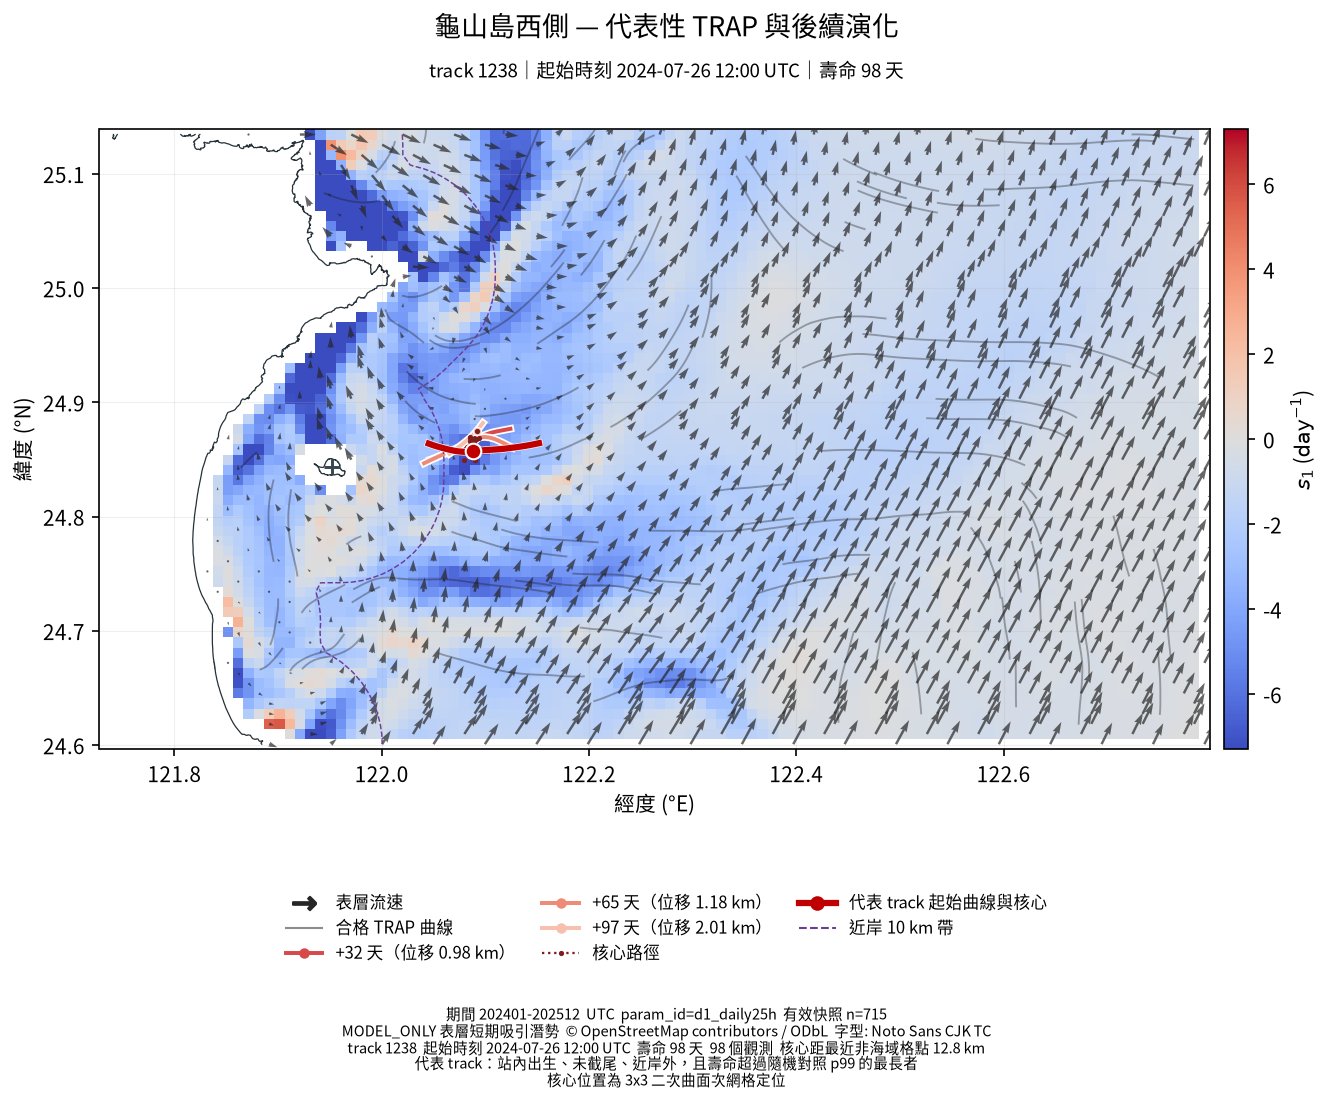 龜山島西側 — 代表性 TRAP 與後續演化
track 1238｜起始時刻 2024-07-26 12:00 UTC｜壽命 98 天
25.1
25.0
24.9
24.8
24.7
24.6
緯度 (°N)
121.8
122.0
122.2
122.4
122.6
經度 (°E)
6
4
2
0
-2
-4
-6
s₁ (day⁻¹)
表層流速
合格 TRAP 曲線
+32 天（位移 0.98 km）
+65 天（位移 1.18 km）
+97 天（位移 2.01 km）
核心路徑
代表 track 起始曲線與核心
近岸 10 km 帶
期間 202401-202512 UTC param_id=d1_daily25h 有效快照 n=715
MODEL_ONLY 表層短期吸引潛勢 © OpenStreetMap contributors / ODbL 字型: Noto Sans CJK TC
track 1238 起始時刻 2024-07-26 12:00 UTC 壽命 98 天 98 個觀測 核心距最近非海域格點 12.8 km
代表 track：站內出生、未截尾、近岸外，且壽命超過隨機對照 p99 的最長者
核心位置為 3x3 二次曲面次網格定位